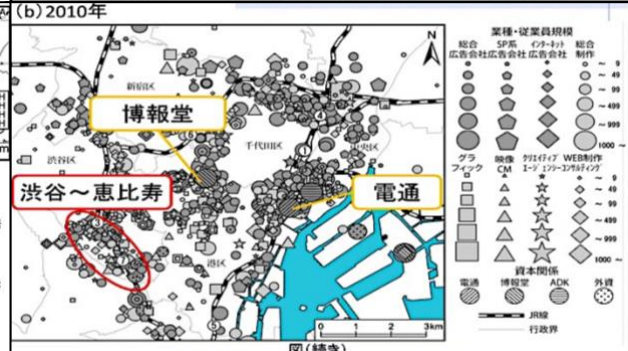 (b)2010年
N
新宿区
博報堂
千代田区
中央区
渋谷区
渋谷～恵比寿
電通
港区
0 1 2 3km
図(続き)
業種・従業員規模
総合広告会社
SP系広告会社
インターネット広告会社
総合制作
～ 9
～ 49
～ 99
～ 499
～ 999
1000 ～
グラフィック
映像CM
クリエイティブエージェンシー
WEB制作コンサルティング
～ 9
～ 49
～ 99
～ 499
～ 999
1000 ～
資本関係
電通 博報堂 ADK 外資
JR線
行政界